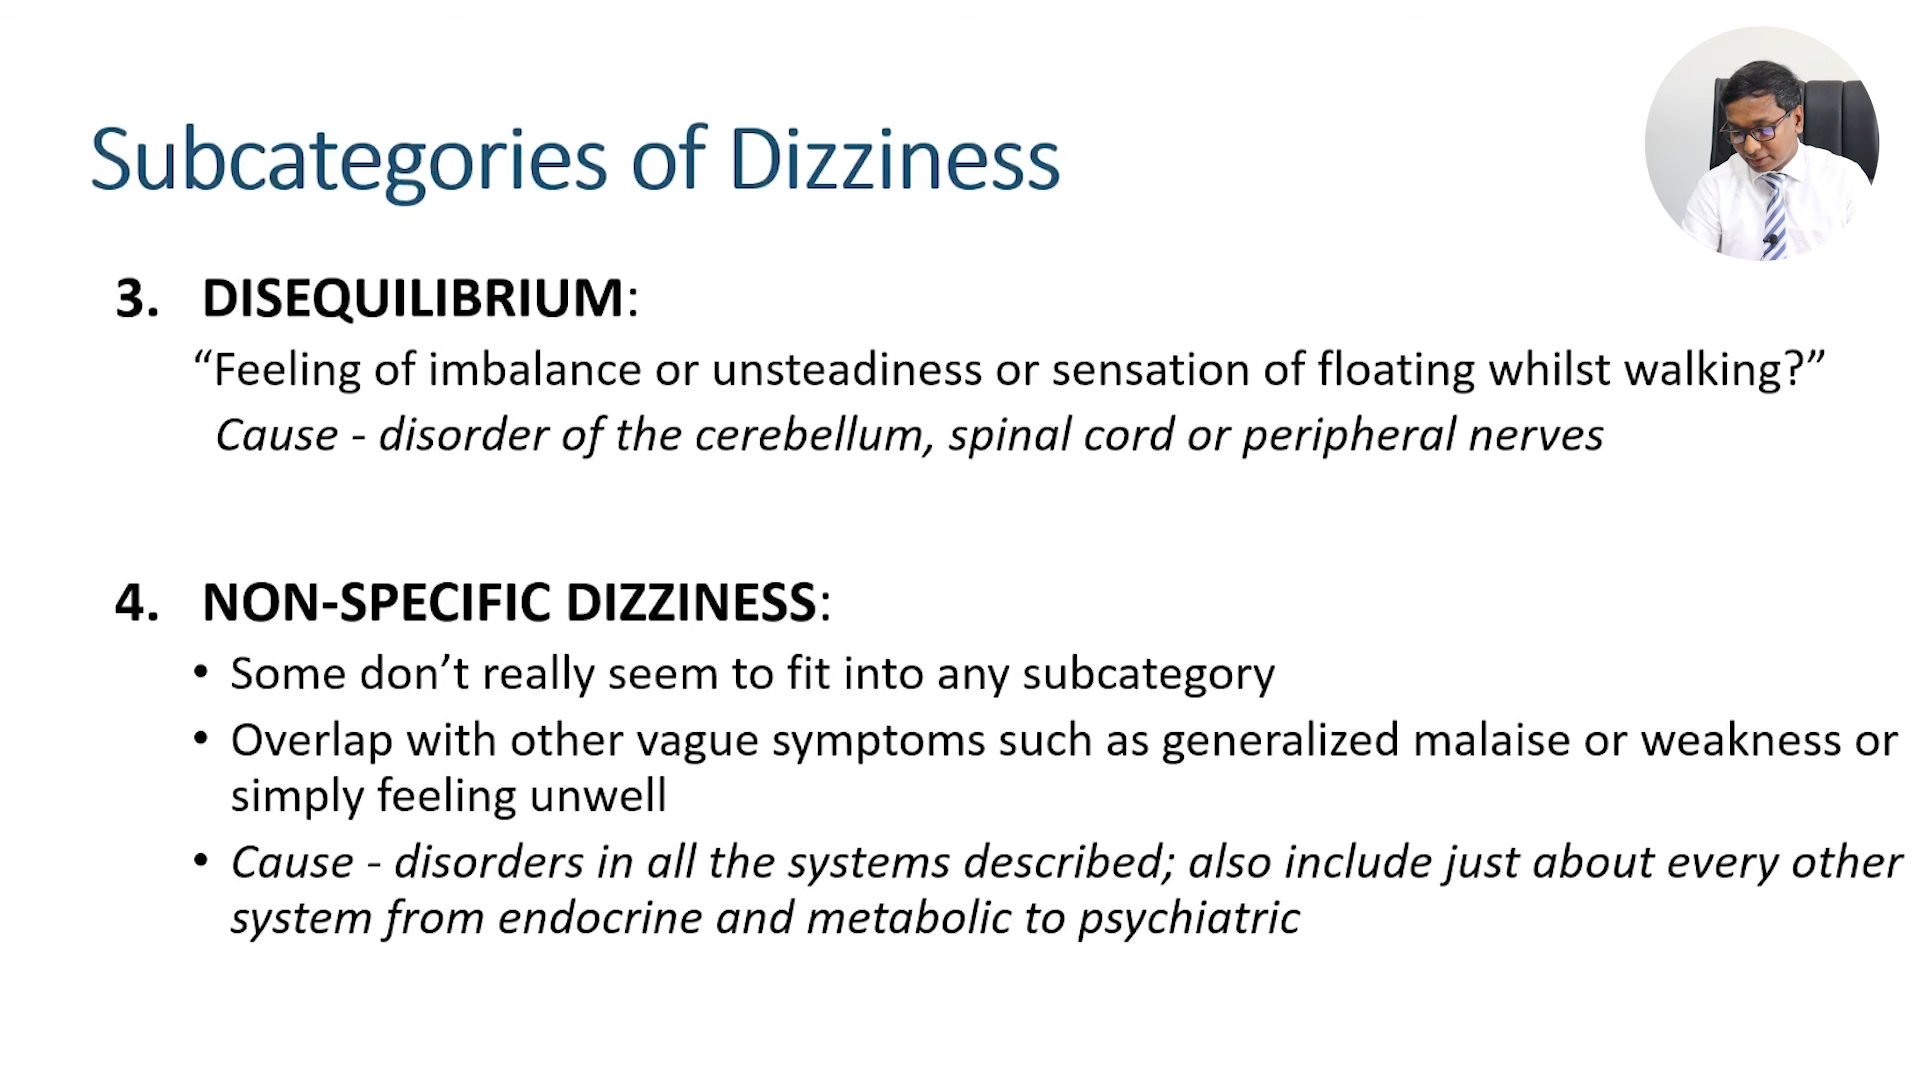 Subcategories of Dizziness
3. DISEQUILIBRIUM:
“Feeling of imbalance or unsteadiness or sensation of floating whilst walking?”
Cause - disorder of the cerebellum, spinal cord or peripheral nerves
4. NON-SPECIFIC DIZZINESS:
• Some don’t really seem to fit into any subcategory
• Overlap with other vague symptoms such as generalized malaise or weakness or
simply feeling unwell
• Cause - disorders in all the systems described; also include just about every other
system from endocrine and metabolic to psychiatric